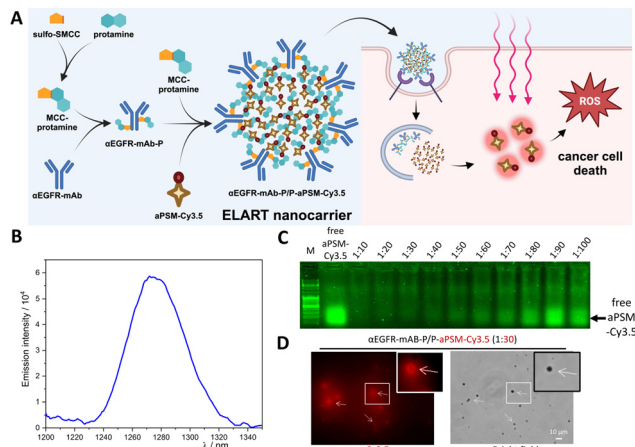 A
sulfo-SMCC
protamine
MCC-
protamine
MCC-
protamine
αEGFR-mAb-P
αEGFR-mAb
aPSM-Cy3.5
αEGFR-mAb-P/P-aPSM-Cy3.5
ELART nanocarrier
ROS
cancer cell
death
B
Emission intensity / 10⁴
6
5
4
3
2
1
0
1200 1220 1240 1260 1280 1300 1320 1340
C
M
free
aPSM-
Cy3.5
1:10
1:20
1:30
1:40
1:50
1:60
1:70
1:80
1:90
1:100
free
aPSM
-Cy3.5
D
αEGFR-mAB-P/P-aPSM-Cy3.5 (1:30)
10 µm